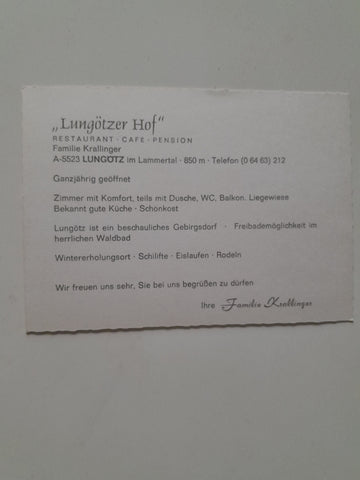 „Lungötzer Hof"
RESTAURANT · CAFE · PENSION
Familie Krallinger
A-5523 LUNGÖTZ im Lammertal · 850 m · Telefon (0 64 63) 212
Ganzjährig geöffnet
Zimmer mit Komfort, teils mit Dusche, WC, Balkon. Liegewiese
Bekannt gute Küche · Schonkost
Lungötz ist ein beschauliches Gebirgsdorf · Freibademöglichkeit im
herrlichen Waldbad
Wintererholungsort · Schilifte · Eislaufen · Rodeln
Wir freuen uns sehr, Sie bei uns begrüßen zu dürfen
Ihre Familie Krallinger